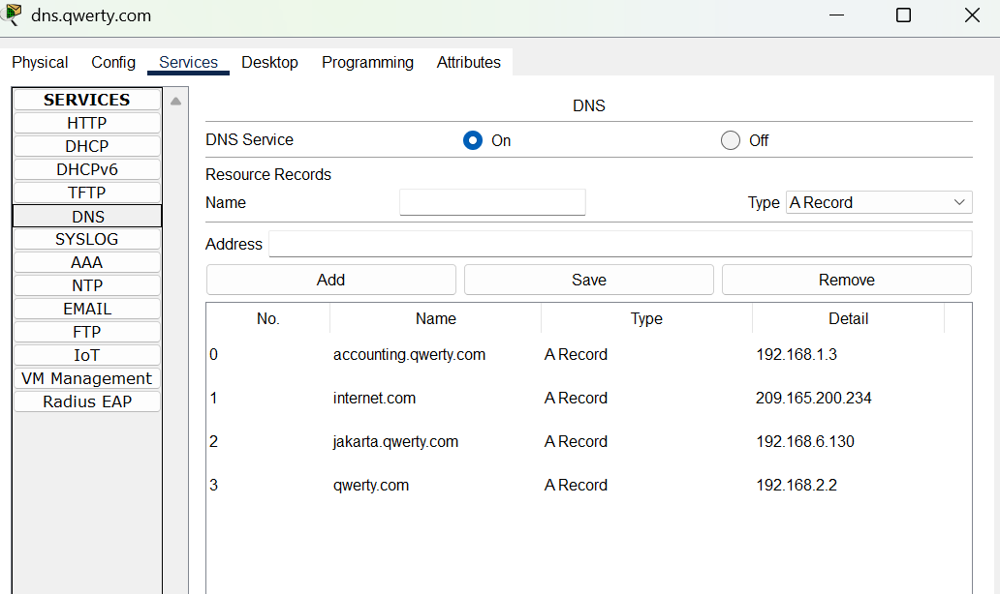 dns.qwerty.com
Physical Config Services Desktop Programming Attributes
SERVICES
HTTP
DHCP
DHCPv6
TFTP
DNS
SYSLOG
AAA
NTP
EMAIL
FTP
IoT
VM Management
Radius EAP
DNS
DNS Service On Off
Resource Records
Name Type A Record
Address
Add Save Remove
No. Name Type Detail
0 accounting.qwerty.com A Record 192.168.1.3
1 internet.com A Record 209.165.200.234
2 jakarta.qwerty.com A Record 192.168.6.130
3 qwerty.com A Record 192.168.2.2